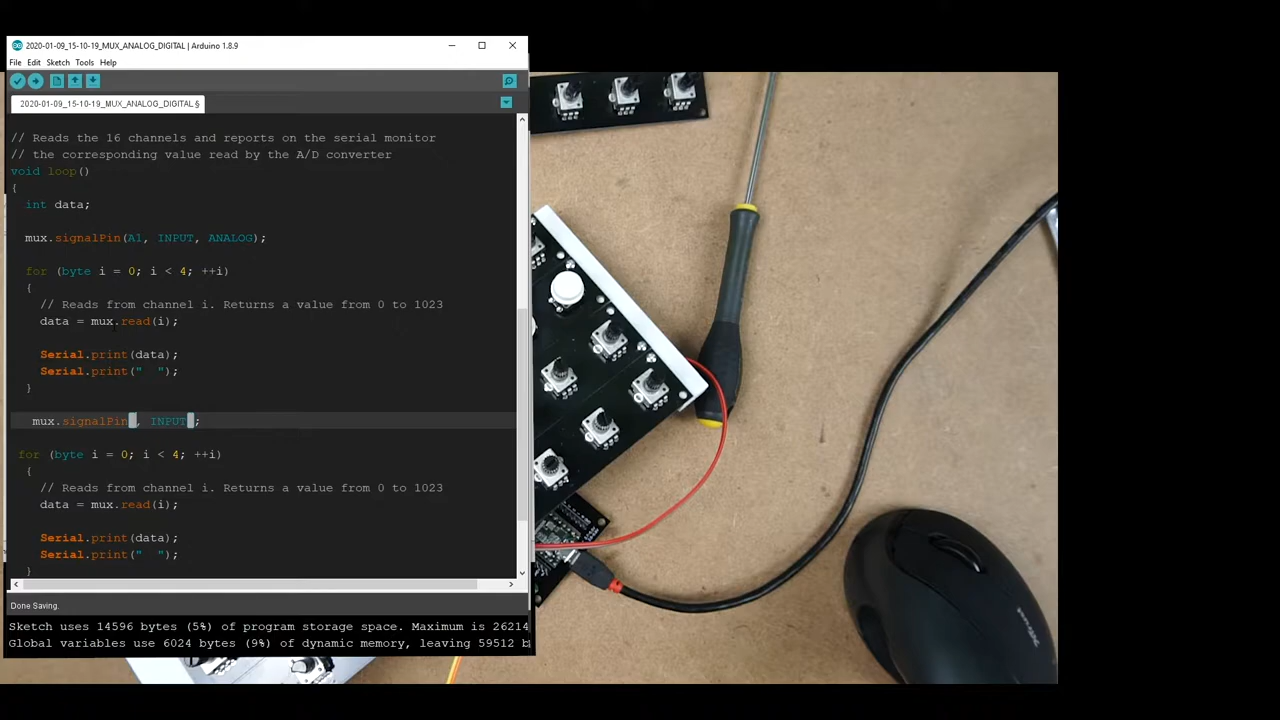 2020-01-09_15-10-19_MUX_ANALOG_DIGITAL | Arduino 1.8.9
File Edit Sketch Tools Help
2020-01-09_15-10-19_MUX_ANALOG_DIGITAL §
// Reads the 16 channels and reports on the serial monitor
// the corresponding value read by the A/D converter
void loop()
{
int data;
mux.signalPin(A1, INPUT, ANALOG);
for (byte i = 0; i < 4; ++i)
{
// Reads from channel i. Returns a value from 0 to 1023
data = mux.read(i);
Serial.print(data);
Serial.print("  ");
}
mux.signalPin(, INPUT);
for (byte i = 0; i < 4; ++i)
{
// Reads from channel i. Returns a value from 0 to 1023
data = mux.read(i);
Serial.print(data);
Serial.print("  ");
}
Done Saving.
Sketch uses 14596 bytes (5%) of program storage space. Maximum is 26214
Global variables use 6024 bytes (9%) of dynamic memory, leaving 59512 b